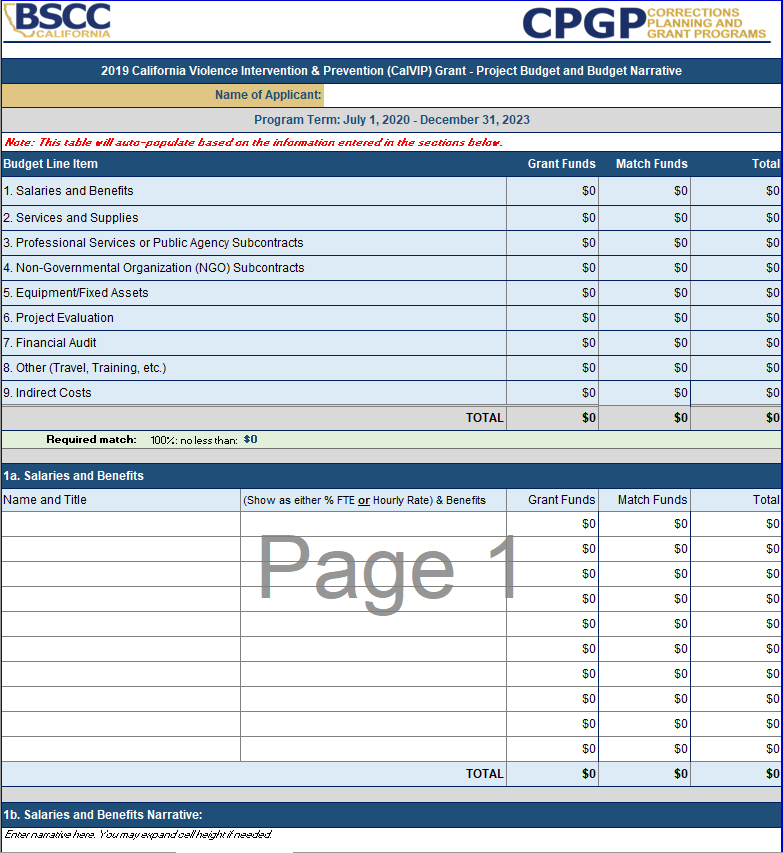 BSCC
CALIFORNIA
CPGP
CORRECTIONS
PLANNING AND
GRANT PROGRAMS
2019 California Violence Intervention & Prevention (CalVIP) Grant - Project Budget and Budget Narrative
Name of Applicant:
Program Term: July 1, 2020 - December 31, 2023
Note: This table will auto-populate based on the information entered in the sections below.
Budget Line Item Grant Funds Match Funds Total
1. Salaries and Benefits $0 $0 $0
2. Services and Supplies $0 $0 $0
3. Professional Services or Public Agency Subcontracts $0 $0 $0
4. Non-Governmental Organization (NGO) Subcontracts $0 $0 $0
5. Equipment/Fixed Assets $0 $0 $0
6. Project Evaluation $0 $0 $0
7. Financial Audit $0 $0 $0
8. Other (Travel, Training, etc.) $0 $0 $0
9. Indirect Costs $0 $0 $0
TOTAL $0 $0 $0
Required match: 100%: no less than: $0
1a. Salaries and Benefits
Name and Title (Show as either % FTE or Hourly Rate) & Benefits Grant Funds Match Funds Total
$0 $0 $0
$0 $0 $0
Page 1
$0 $0 $0
$0 $0 $0
$0 $0 $0
$0 $0 $0
$0 $0 $0
$0 $0 $0
$0 $0 $0
$0 $0 $0
TOTAL $0 $0 $0
1b. Salaries and Benefits Narrative:
Enter narrative here. You may expand cell height if needed.